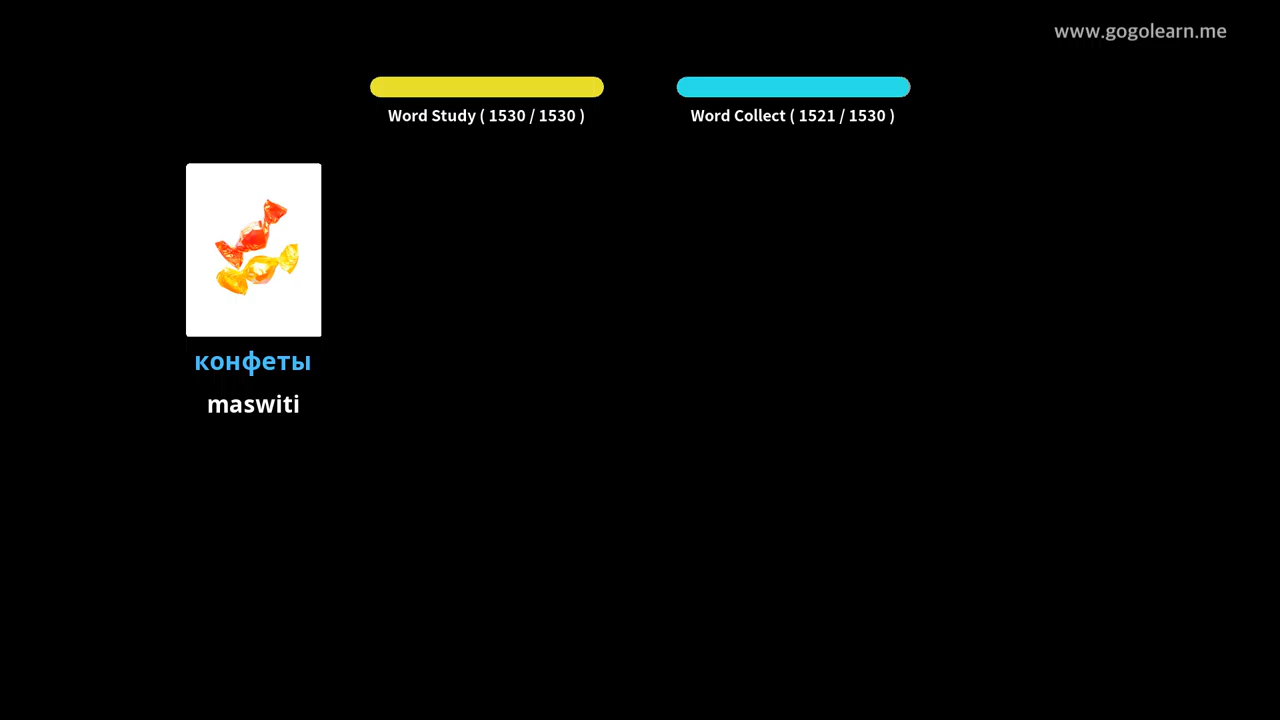 www.gogolearn.me
Word Study ( 1530 / 1530 )
Word Collect ( 1521 / 1530 )
конфеты
maswiti